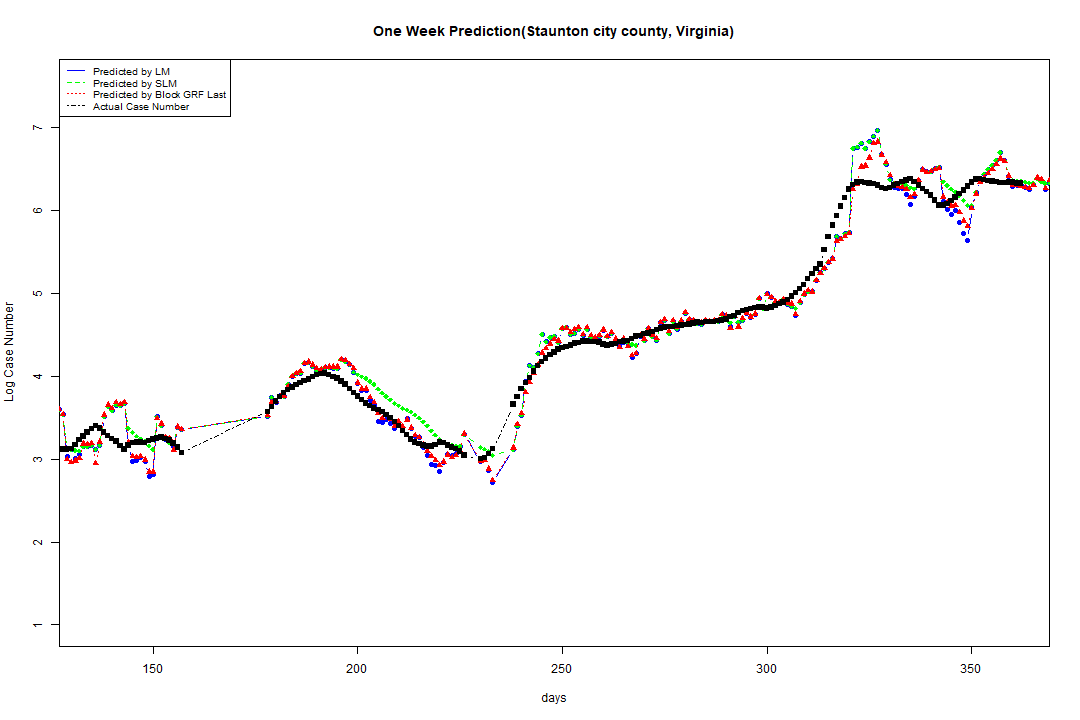 One Week Prediction(Staunton city county, Virginia)
Predicted by LM
Predicted by SLM
Predicted by Block GRF Last
Actual Case Number
7
6
5
4
3
2
1
Log Case Number
150 200 250 300 350
days